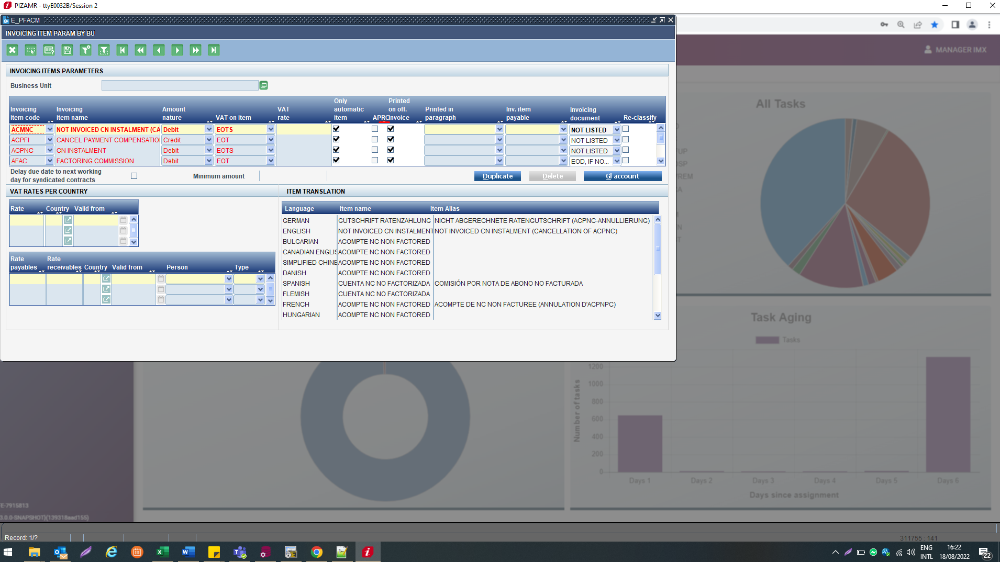 PIZAMR - ttyE0032B/Session 2
E_PFACM
INVOICING ITEM PARAM BY BU
MANAGER IMX
INVOICING ITEMS PARAMETERS
Business Unit
Invoicing item code
Invoicing item name
Amount nature
VAT on item
VAT rate
Only automatic item
APRC
Printed on off. invoice
Printed in paragraph
Inv. item payable
Invoicing document
Re-classify
ACMNC NOT INVOICED CN INSTALMENT (CA Debit EOTS NOT LISTED
ACPFI CANCEL PAYMENT COMPENSATIO Credit EOT NOT LISTED
ACPNC CN INSTALMENT Debit EOTS NOT LISTED
AFAC FACTORING COMMISSION Debit EOT EOD, IF NO...
Delay due date to next working
day for syndicated contracts
Minimum amount
Duplicate
Delete
Gl account
VAT RATES PER COUNTRY
Rate Country Valid from
Rate payables
Rate receivables
Country Valid from Person Type
ITEM TRANSLATION
Language Item name Item Alias
GERMAN GUTSCHRIFT RATENZAHLUNG NICHT ABGERECHNETE RATENGUTSCHRIFT (ACPNC-ANNULLIERUNG)
ENGLISH NOT INVOICED CN INSTALMENT NOT INVOICED CN INSTALMENT (CANCELLATION OF ACPNC)
BULGARIAN ACOMPTE NC NON FACTORED
CANADIAN ENGLIS ACOMPTE NC NON FACTORED
SIMPLIFIED CHINE ACOMPTE NC NON FACTORED
DANISH ACOMPTE NC NON FACTORED
SPANISH CUENTA NC NO FACTORIZADA COMISIÓN POR NOTA DE ABONO NO FACTURADA
FLEMISH CUENTA NC NO FACTORIZADA
FRENCH ACOMPTE NC NON FACTORED ACOMPTE DE NC NON FACTUREE (ANNULATION D'ACPNPC)
HUNGARIAN ACOMPTE NC NON FACTORED
All Tasks
Task Aging
Tasks
Number of tasks
1200
1000
800
600
400
200
0
Days 1 Days 2 Days 3 Days 4 Days 5 Days 6
Days since assignment
E-7915813
3.0.0-SNAPSHOT)(139318aad155)
Record: 1/?
311755 : 141
ENG
INTL
16:22
18/08/2022
22